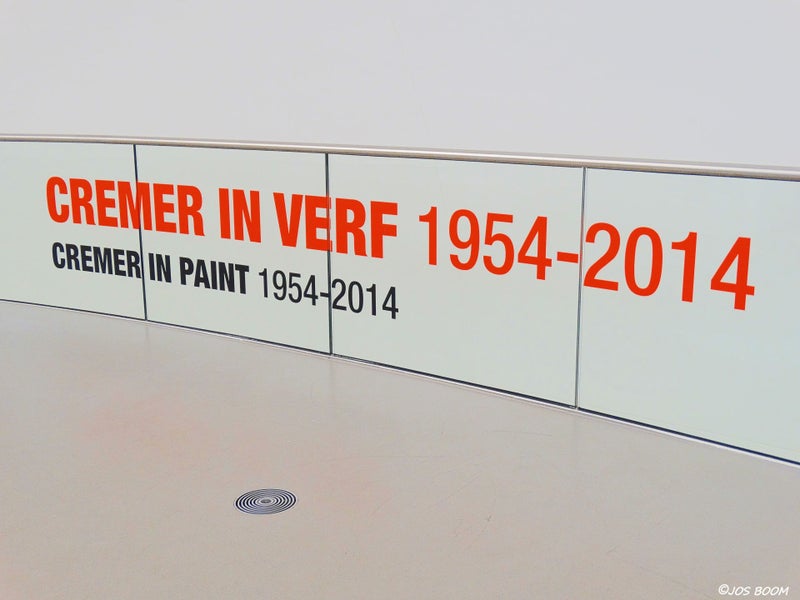 CREMER IN VERF 1954-2014
CREMER IN PAINT 1954-2014
©JOS BOOM